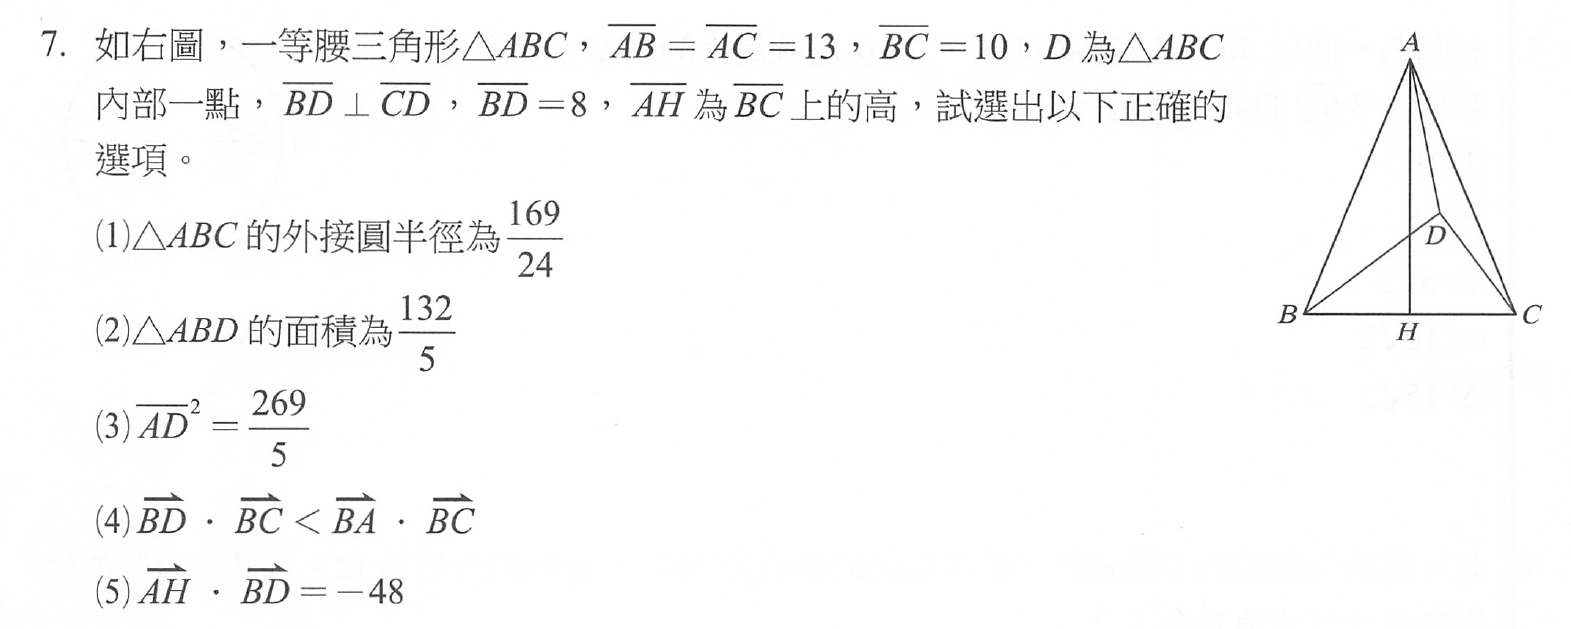 7. 如右圖，一等腰三角形△ABC，$\overline{AB}=\overline{AC}=13$，$\overline{BC}=10$，D 為△ABC
內部一點，$\overline{BD}\perp\overline{CD}$，$\overline{BD}=8$，$\overline{AH}$ 為 $\overline{BC}$ 上的高，試選出以下正確的
選項。
(1)△ABC 的外接圓半徑為 $\frac{169}{24}$
(2)△ABD 的面積為 $\frac{132}{5}$
(3)$\overline{AD}^2=\frac{269}{5}$
(4)$\overrightarrow{BD}\cdot\overrightarrow{BC}<\overrightarrow{BA}\cdot\overrightarrow{BC}$
(5)$\overrightarrow{AH}\cdot\overrightarrow{BD}=-48$
A
D
B
H
C